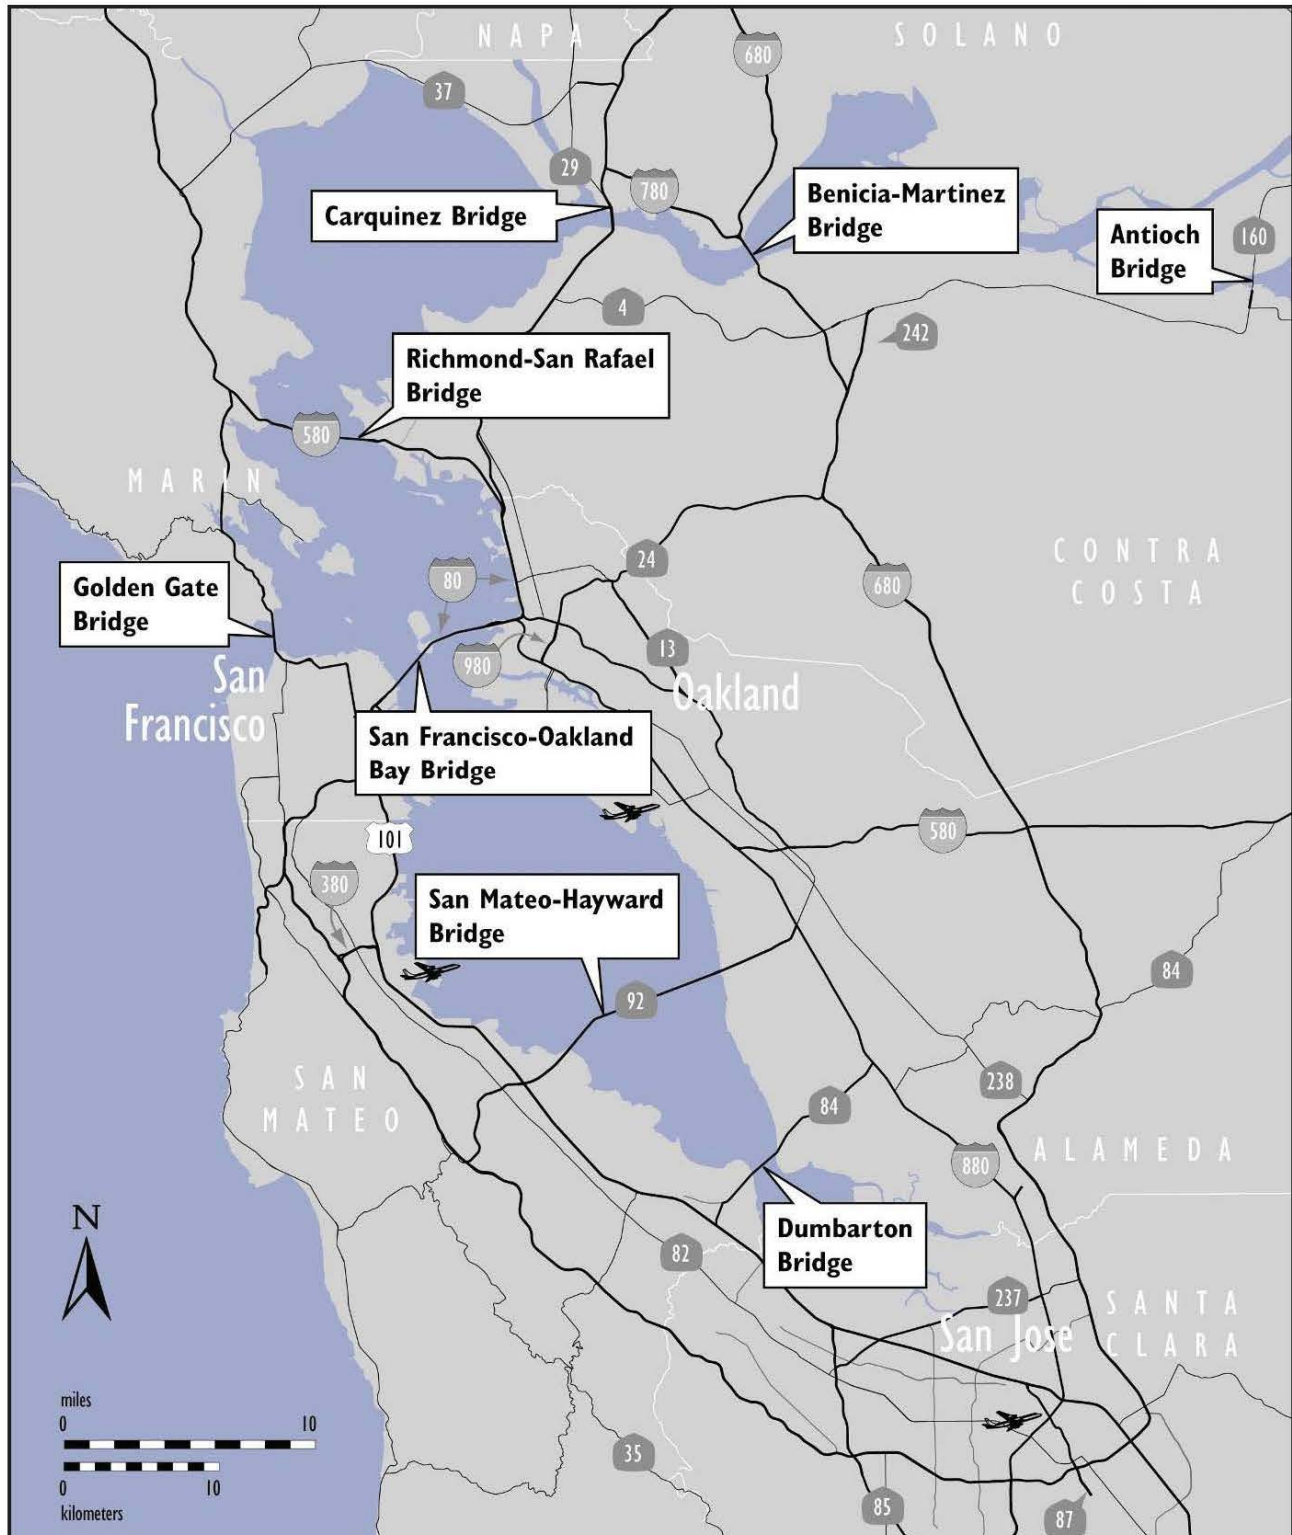 NAPA
SOLANO
680
37
29
780
Carquinez Bridge
Benicia-Martinez
Bridge
Antioch
Bridge
160
4
242
Richmond-San Rafael
Bridge
580
MARIN
24
80
680
CONTRA
COSTA
Golden Gate
Bridge
13
980
San
Francisco
Oakland
San Francisco-Oakland
Bay Bridge
101
580
380
San Mateo-Hayward
Bridge
92
84
SAN
MATEO
238
84
880
ALAMEDA
N
Dumbarton
Bridge
82
237
San Jose
SANTA
CLARA
miles
0 10
0 10
kilometers
35
85
87